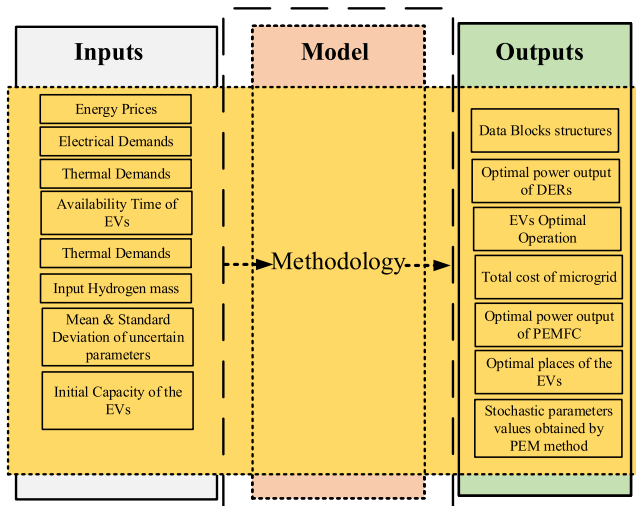 Inputs
Energy Prices
Electrical Demands
Thermal Demands
Availability Time of
EVs
Thermal Demands
Input Hydrogen mass
Mean & Standard
Deviation of uncertain
parameters
Initial Capacity of the
EVs
Model
Methodology
Outputs
Data Blocks structures
Optimal power output
of DERs
EVs Optimal
Operation
Total cost of microgrid
Optimal power output
of PEMFC
Optimal places of the
EVs
Stochastic parameters
values obtained by
PEM method